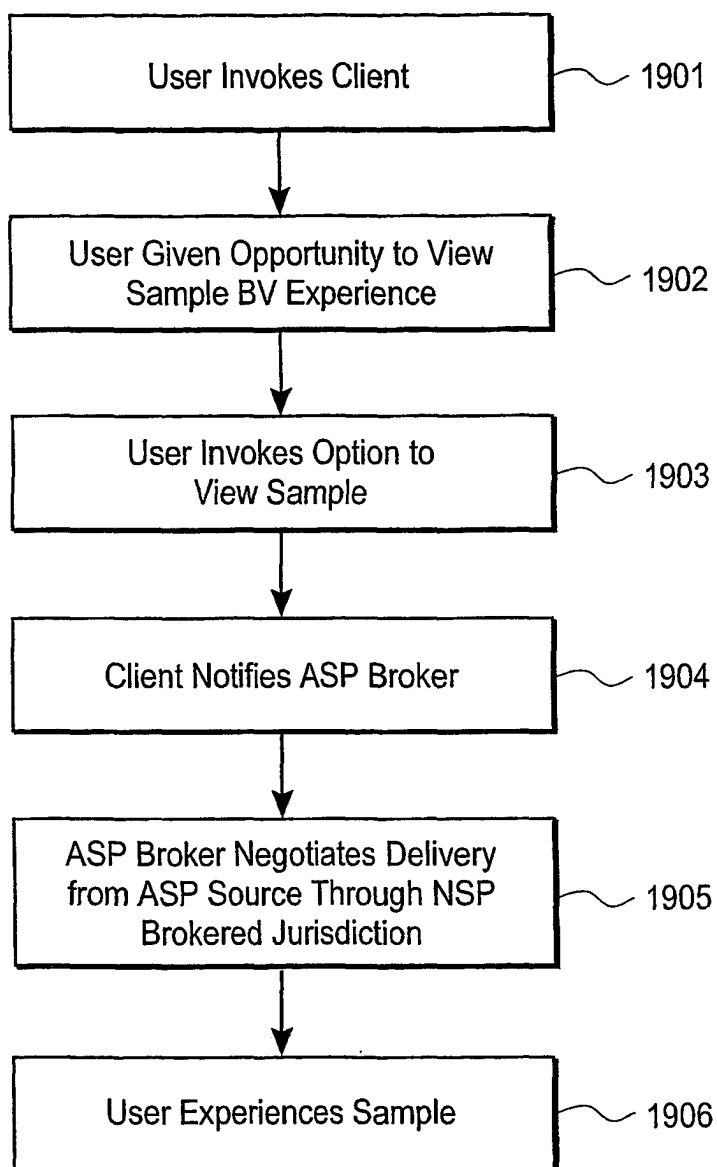 User Invokes Client
1901
User Given Opportunity to View
Sample BV Experience
1902
User Invokes Option to
View Sample
1903
Client Notifies ASP Broker
1904
ASP Broker Negotiates Delivery
from ASP Source Through NSP
Brokered Jurisdiction
1905
User Experiences Sample
1906